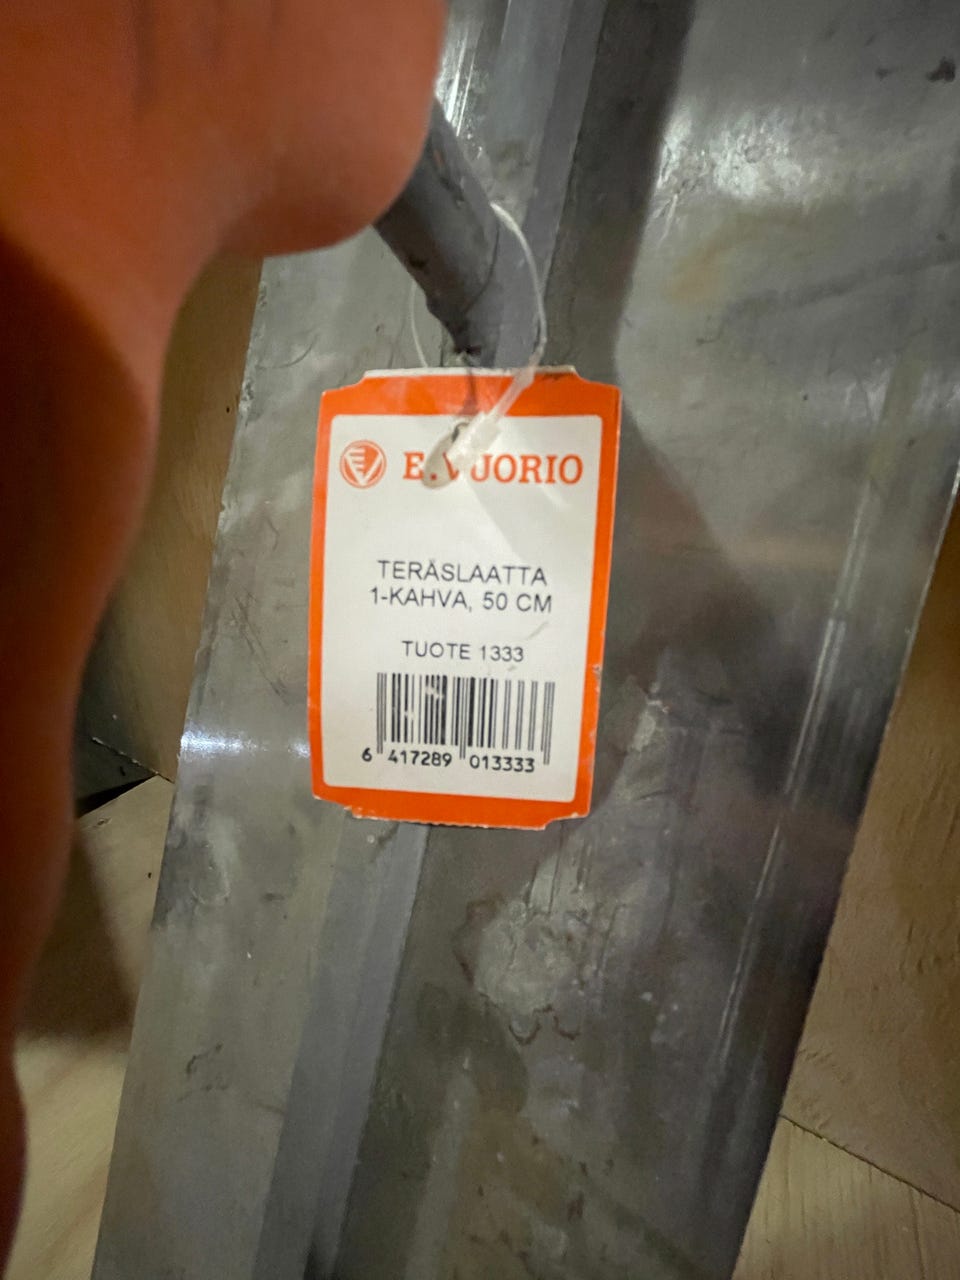 E. VUORIO
TERÄSLAATTA
1-KAHVA, 50 CM
TUOTE 1333
6 417289 013333